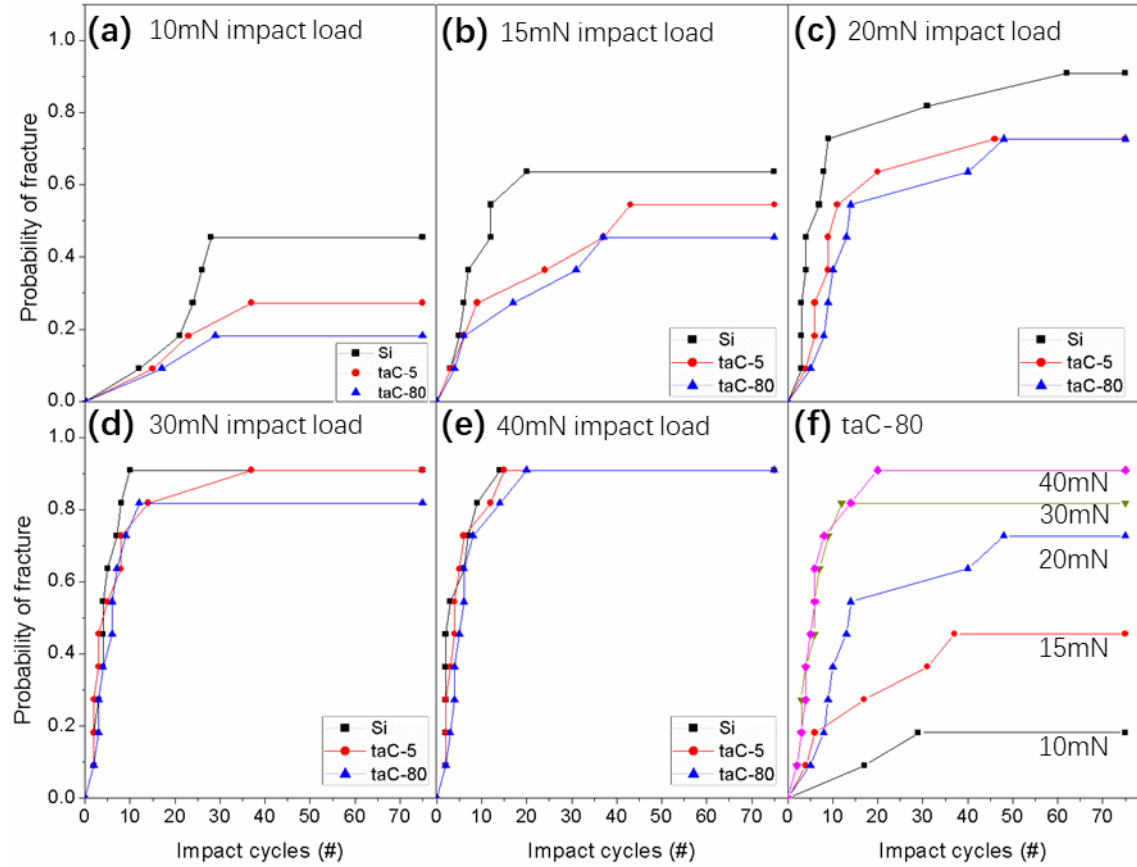 (a) 10mN impact load
(b) 15mN impact load
(c) 20mN impact load
1.0
0.8
0.6
0.4
0.2
0.0
Probability of fracture
Si
taC-5
taC-80
Si
taC-5
taC-80
Si
taC-5
taC-80
(d) 30mN impact load
(e) 40mN impact load
(f) taC-80
1.0
0.8
0.6
0.4
0.2
0.0
Probability of fracture
Si
taC-5
taC-80
Si
taC-5
taC-80
40mN
30mN
20mN
15mN
10mN
0 10 20 30 40 50 60 70
0 10 20 30 40 50 60 70
0 10 20 30 40 50 60 70
Impact cycles (#)
Impact cycles (#)
Impact cycles (#)